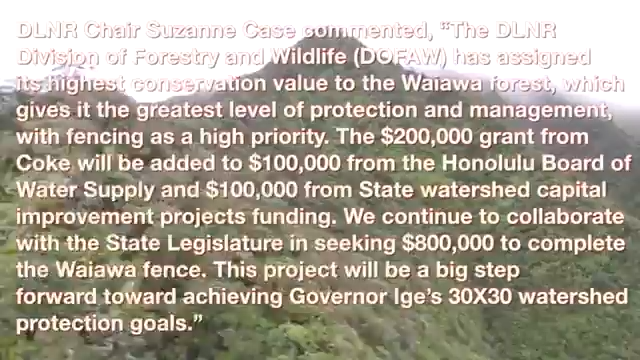 DLNR Chair Suzanne Case commented, “The DLNR
Division of Forestry and Wildlife (DOFAW) has assigned
its highest conservation value to the Waiawa forest, which
gives it the greatest level of protection and management,
with fencing as a high priority. The $200,000 grant from
Coke will be added to $100,000 from the Honolulu Board of
Water Supply and $100,000 from State watershed capital
improvement projects funding. We continue to collaborate
with the State Legislature in seeking $800,000 to complete
the Waiawa fence. This project will be a big step
forward toward achieving Governor Ige’s 30X30 watershed
protection goals.”